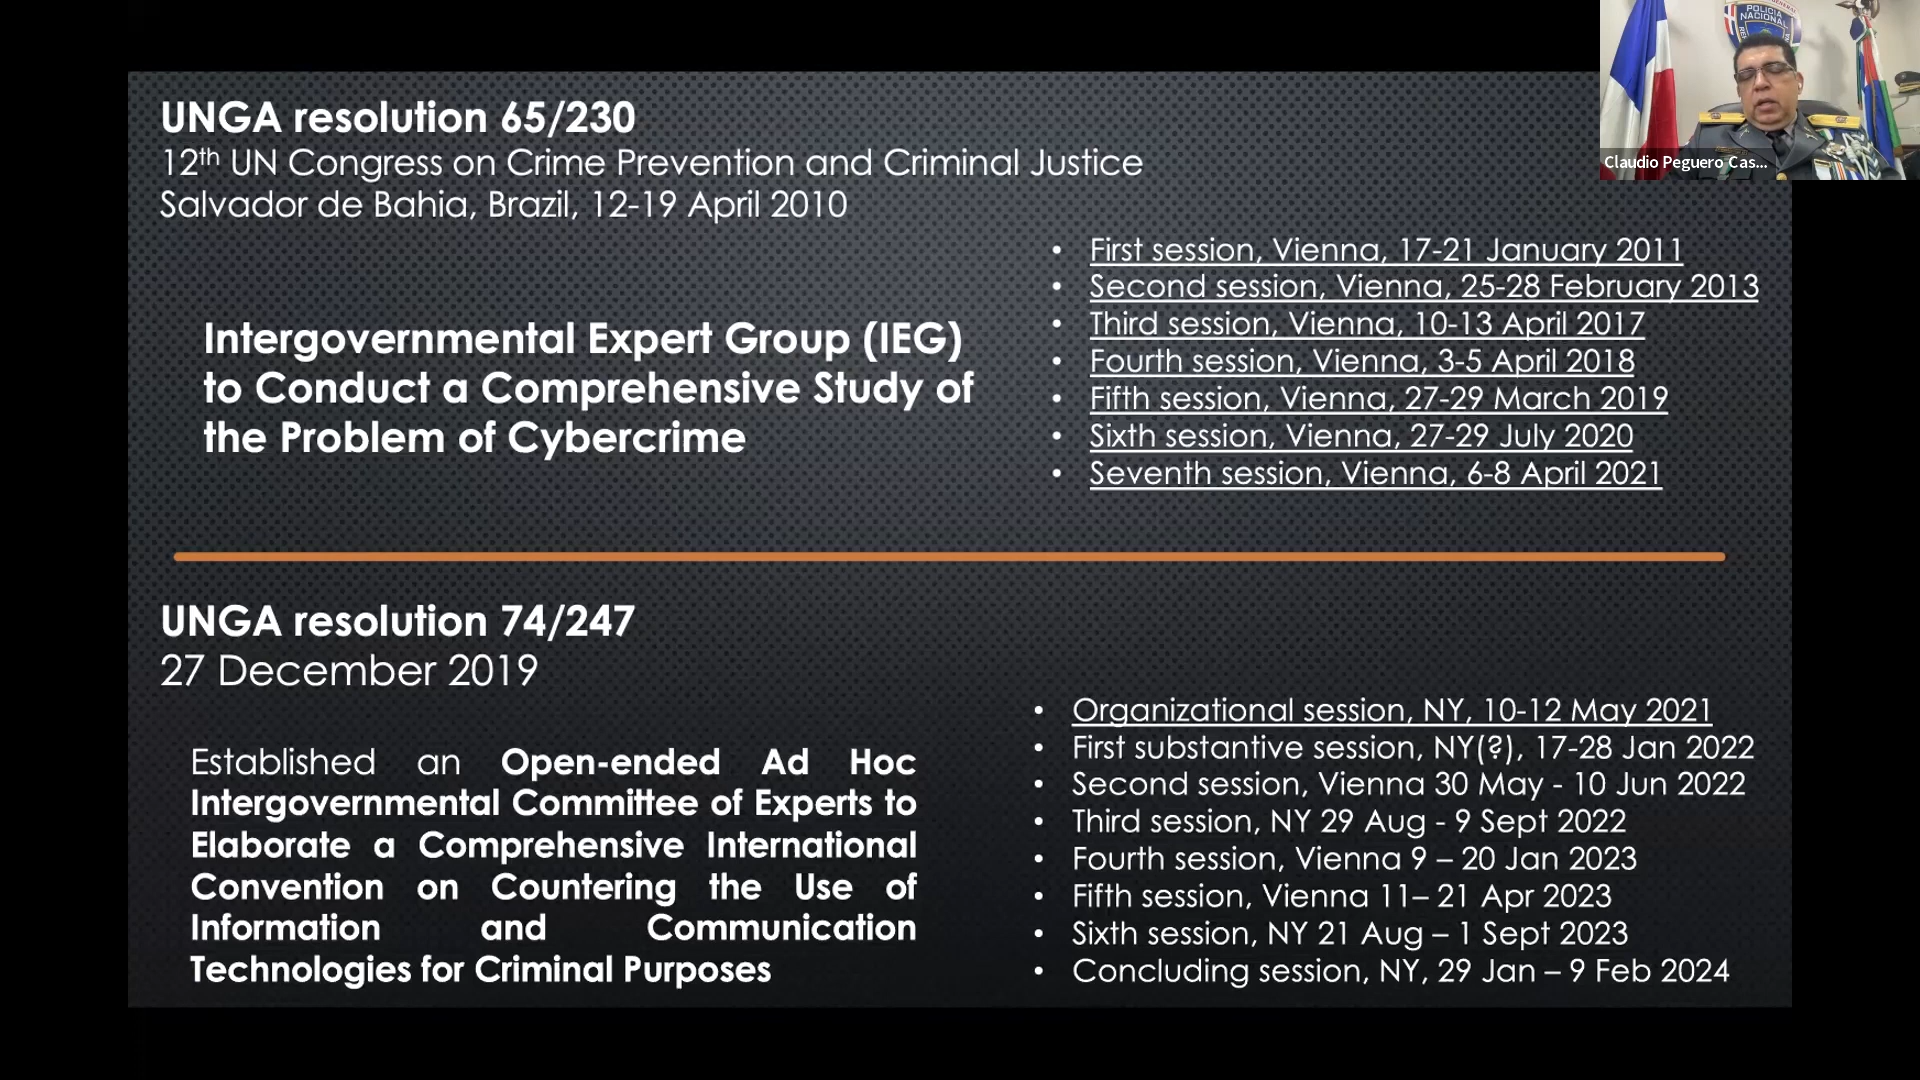 UNGA resolution 65/230
12th UN Congress on Crime Prevention and Criminal Justice
Salvador de Bahia, Brazil, 12-19 April 2010
Intergovernmental Expert Group (IEG)
to Conduct a Comprehensive Study of
the Problem of Cybercrime
• First session, Vienna, 17-21 January 2011
• Second session, Vienna, 25-28 February 2013
• Third session, Vienna, 10-13 April 2017
• Fourth session, Vienna, 3-5 April 2018
• Fifth session, Vienna, 27-29 March 2019
• Sixth session, Vienna, 27-29 July 2020
• Seventh session, Vienna, 6-8 April 2021
UNGA resolution 74/247
27 December 2019
Established an Open-ended Ad Hoc
Intergovernmental Committee of Experts to
Elaborate a Comprehensive International
Convention on Countering the Use of
Information and Communication
Technologies for Criminal Purposes
• Organizational session, NY, 10-12 May 2021
• First substantive session, NY(?), 17-28 Jan 2022
• Second session, Vienna 30 May - 10 Jun 2022
• Third session, NY 29 Aug - 9 Sept 2022
• Fourth session, Vienna 9 – 20 Jan 2023
• Fifth session, Vienna 11– 21 Apr 2023
• Sixth session, NY 21 Aug – 1 Sept 2023
• Concluding session, NY, 29 Jan – 9 Feb 2024
POLICIA
NACIONAL
Claudio Peguero Cas...